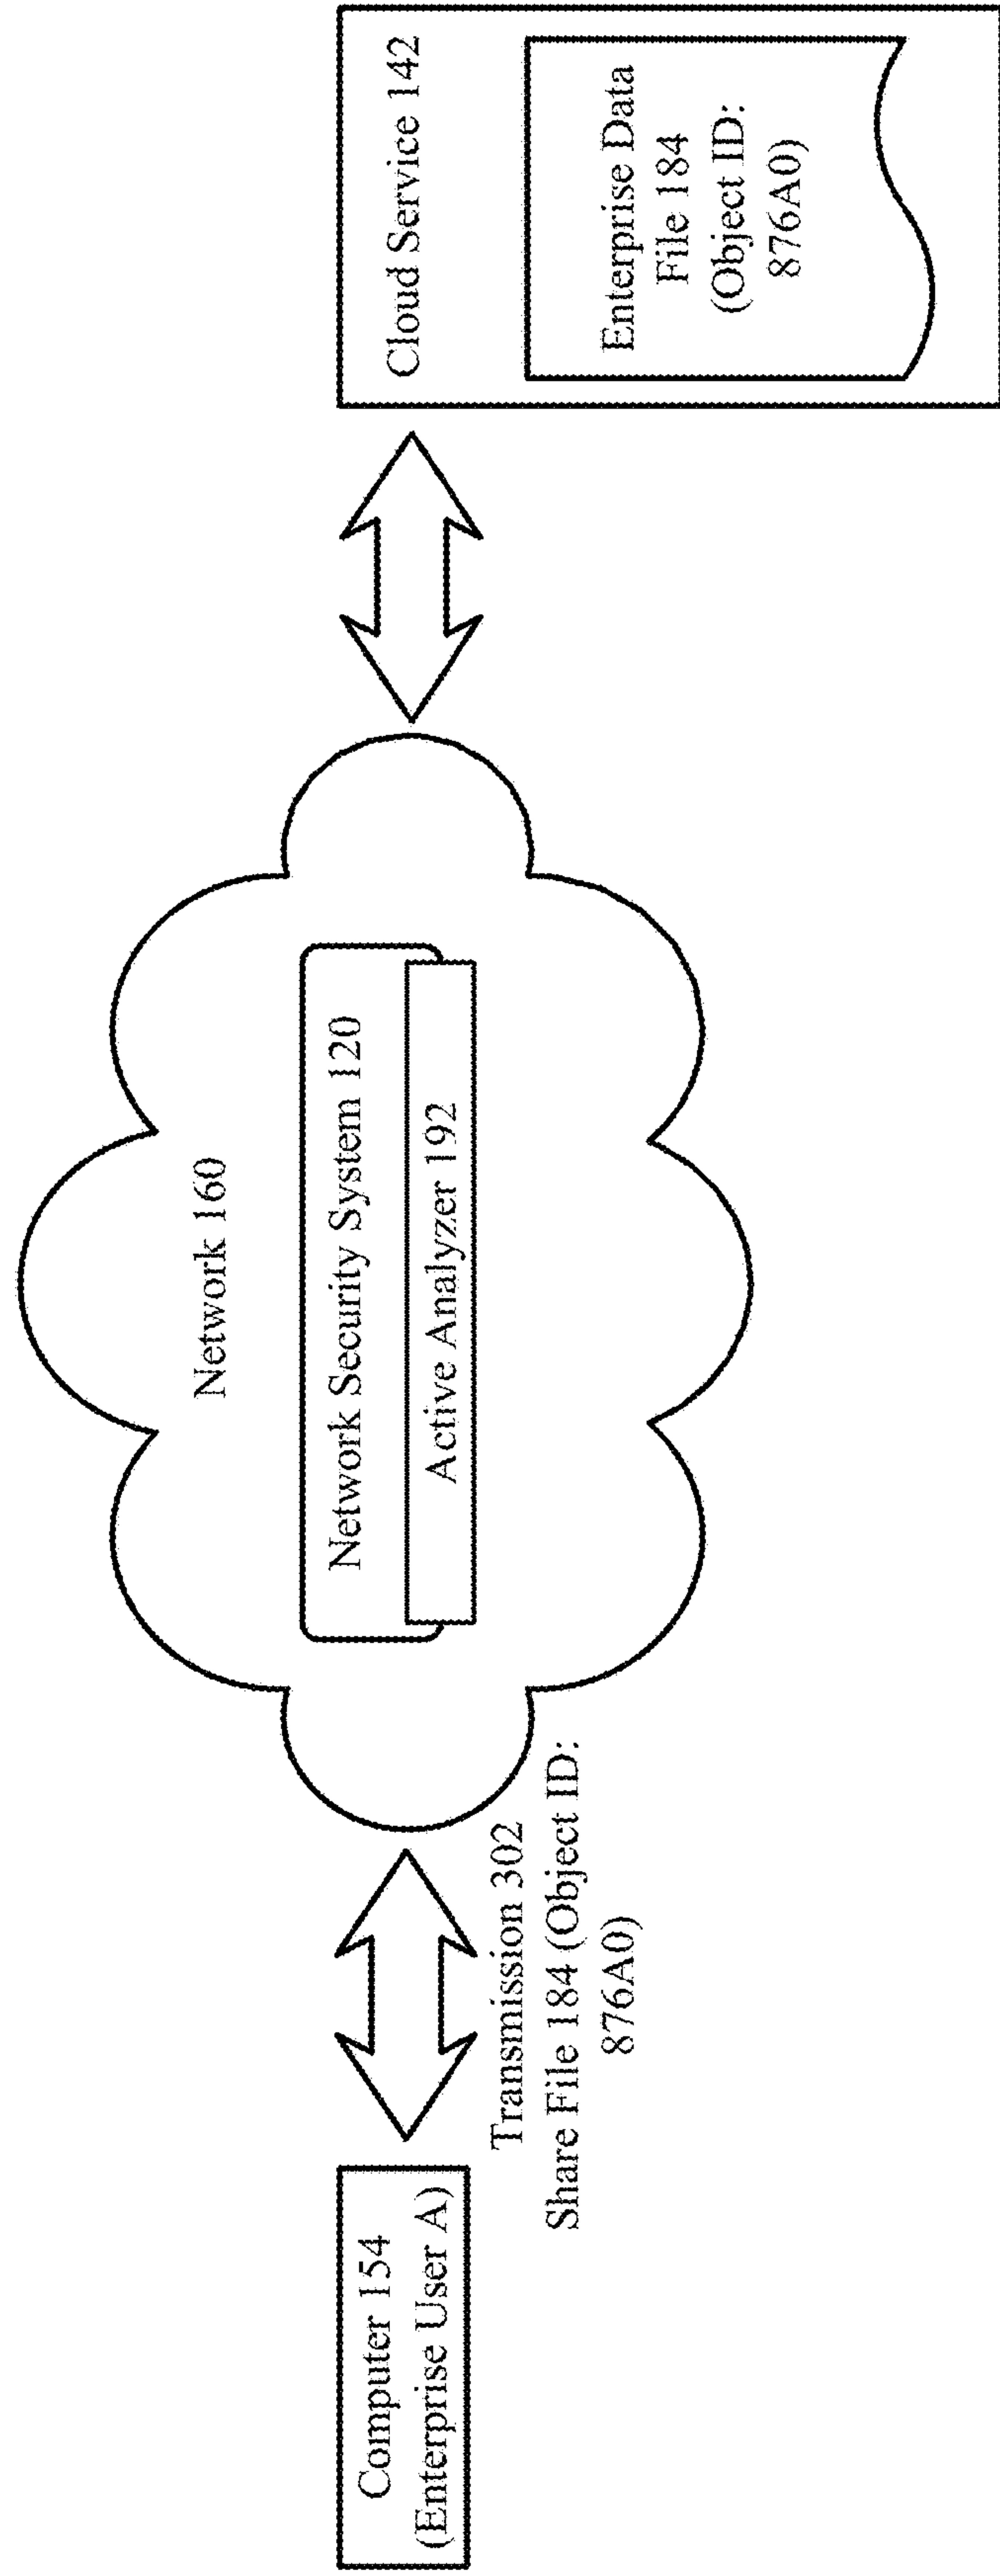 Computer 154
(Enterprise User A)
Transmission 302
Share File 184 (Object ID:
876A0)
Network 160
Network Security System 120
Active Analyzer 192
Cloud Service 142
Enterprise Data
File 184
(Object ID:
876A0)